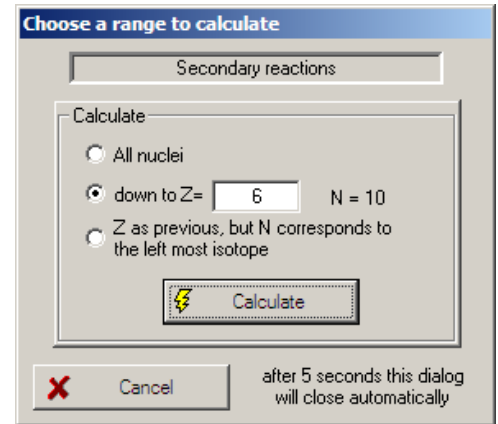 Choose a range to calculate
Secondary reactions
Calculate
All nuclei
down to Z= 6 N = 10
Z as previous, but N corresponds to
the left most isotope
Calculate
Cancel
after 5 seconds this dialog
will close automatically